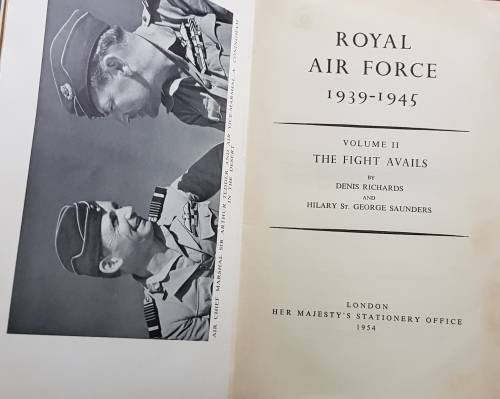 AIR CHIEF MARSHAL SIR ARTHUR TEDDER AND AIR VICE-MARSHAL A. CONINGHAM
IN THE DESERT
ROYAL
AIR FORCE
1939-1945
VOLUME II
THE FIGHT AVAILS
BY
DENIS RICHARDS
AND
HILARY St. GEORGE SAUNDERS
LONDON
HER MAJESTY'S STATIONERY OFFICE
1954